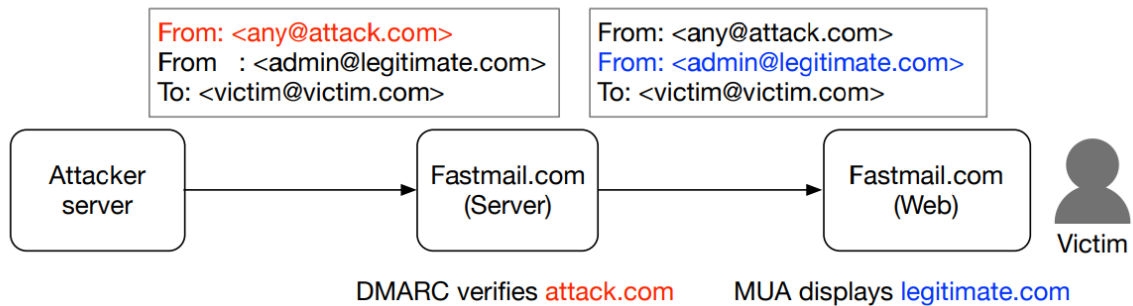 From: <any@attack.com>
From   : <admin@legitimate.com>
To: <victim@victim.com>
From: <any@attack.com>
From: <admin@legitimate.com>
To: <victim@victim.com>
Attacker
server
Fastmail.com
(Server)
Fastmail.com
(Web)
Victim
DMARC verifies attack.com
MUA displays legitimate.com